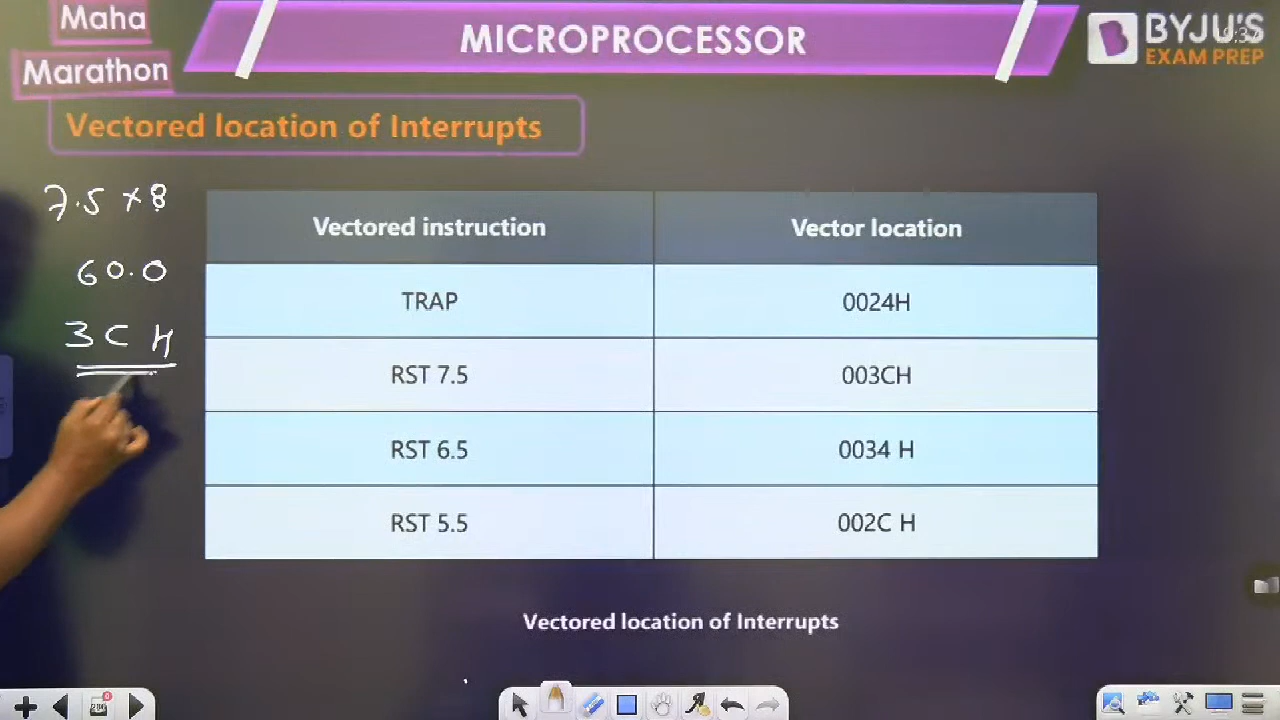 Maha
Marathon
MICROPROCESSOR
BYJU'S
EXAM PREP
Vectored location of Interrupts
7.5 × 8
60.0
3C H
Vectored instruction Vector location
TRAP 0024H
RST 7.5 003CH
RST 6.5 0034 H
RST 5.5 002C H
Vectored location of Interrupts